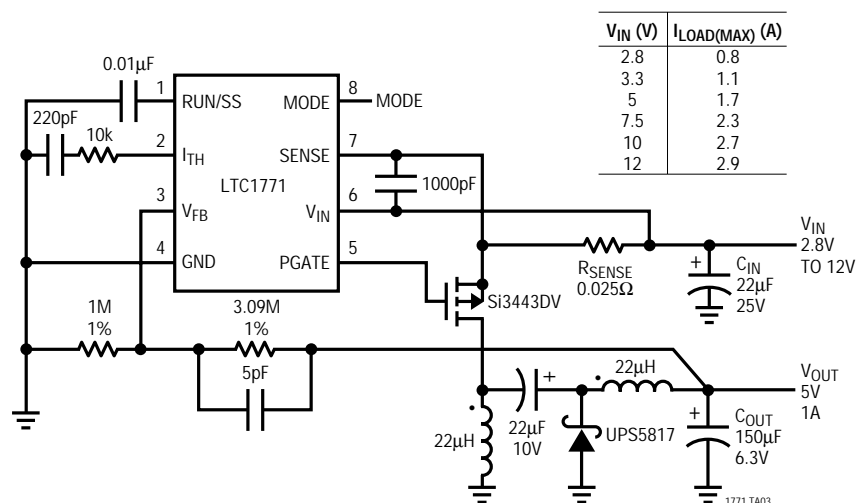 V_IN (V) I_LOAD(MAX) (A)
2.8 0.8
3.3 1.1
5 1.7
7.5 2.3
10 2.7
12 2.9
0.01µF
220pF
10k
1
2
3
4
RUN/SS
I_TH
V_FB
GND
LTC1771
MODE
SENSE
V_IN
PGATE
8
7
6
5
MODE
1000pF
R_SENSE
0.025Ω
V_IN
2.8V
TO 12V
+
C_IN
22µF
25V
Si3443DV
1M
1%
3.09M
1%
5pF
22µH
+
22µF
10V
22µH
UPS5817
V_OUT
5V
1A
+
C_OUT
150µF
6.3V
1771 TA03